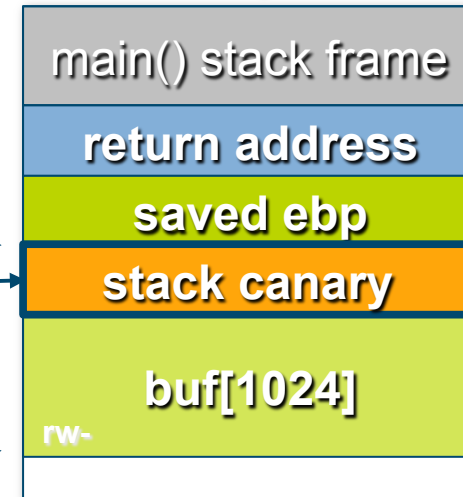 main() stack frame
return address
saved ebp
stack canary
buf[1024]
rw-